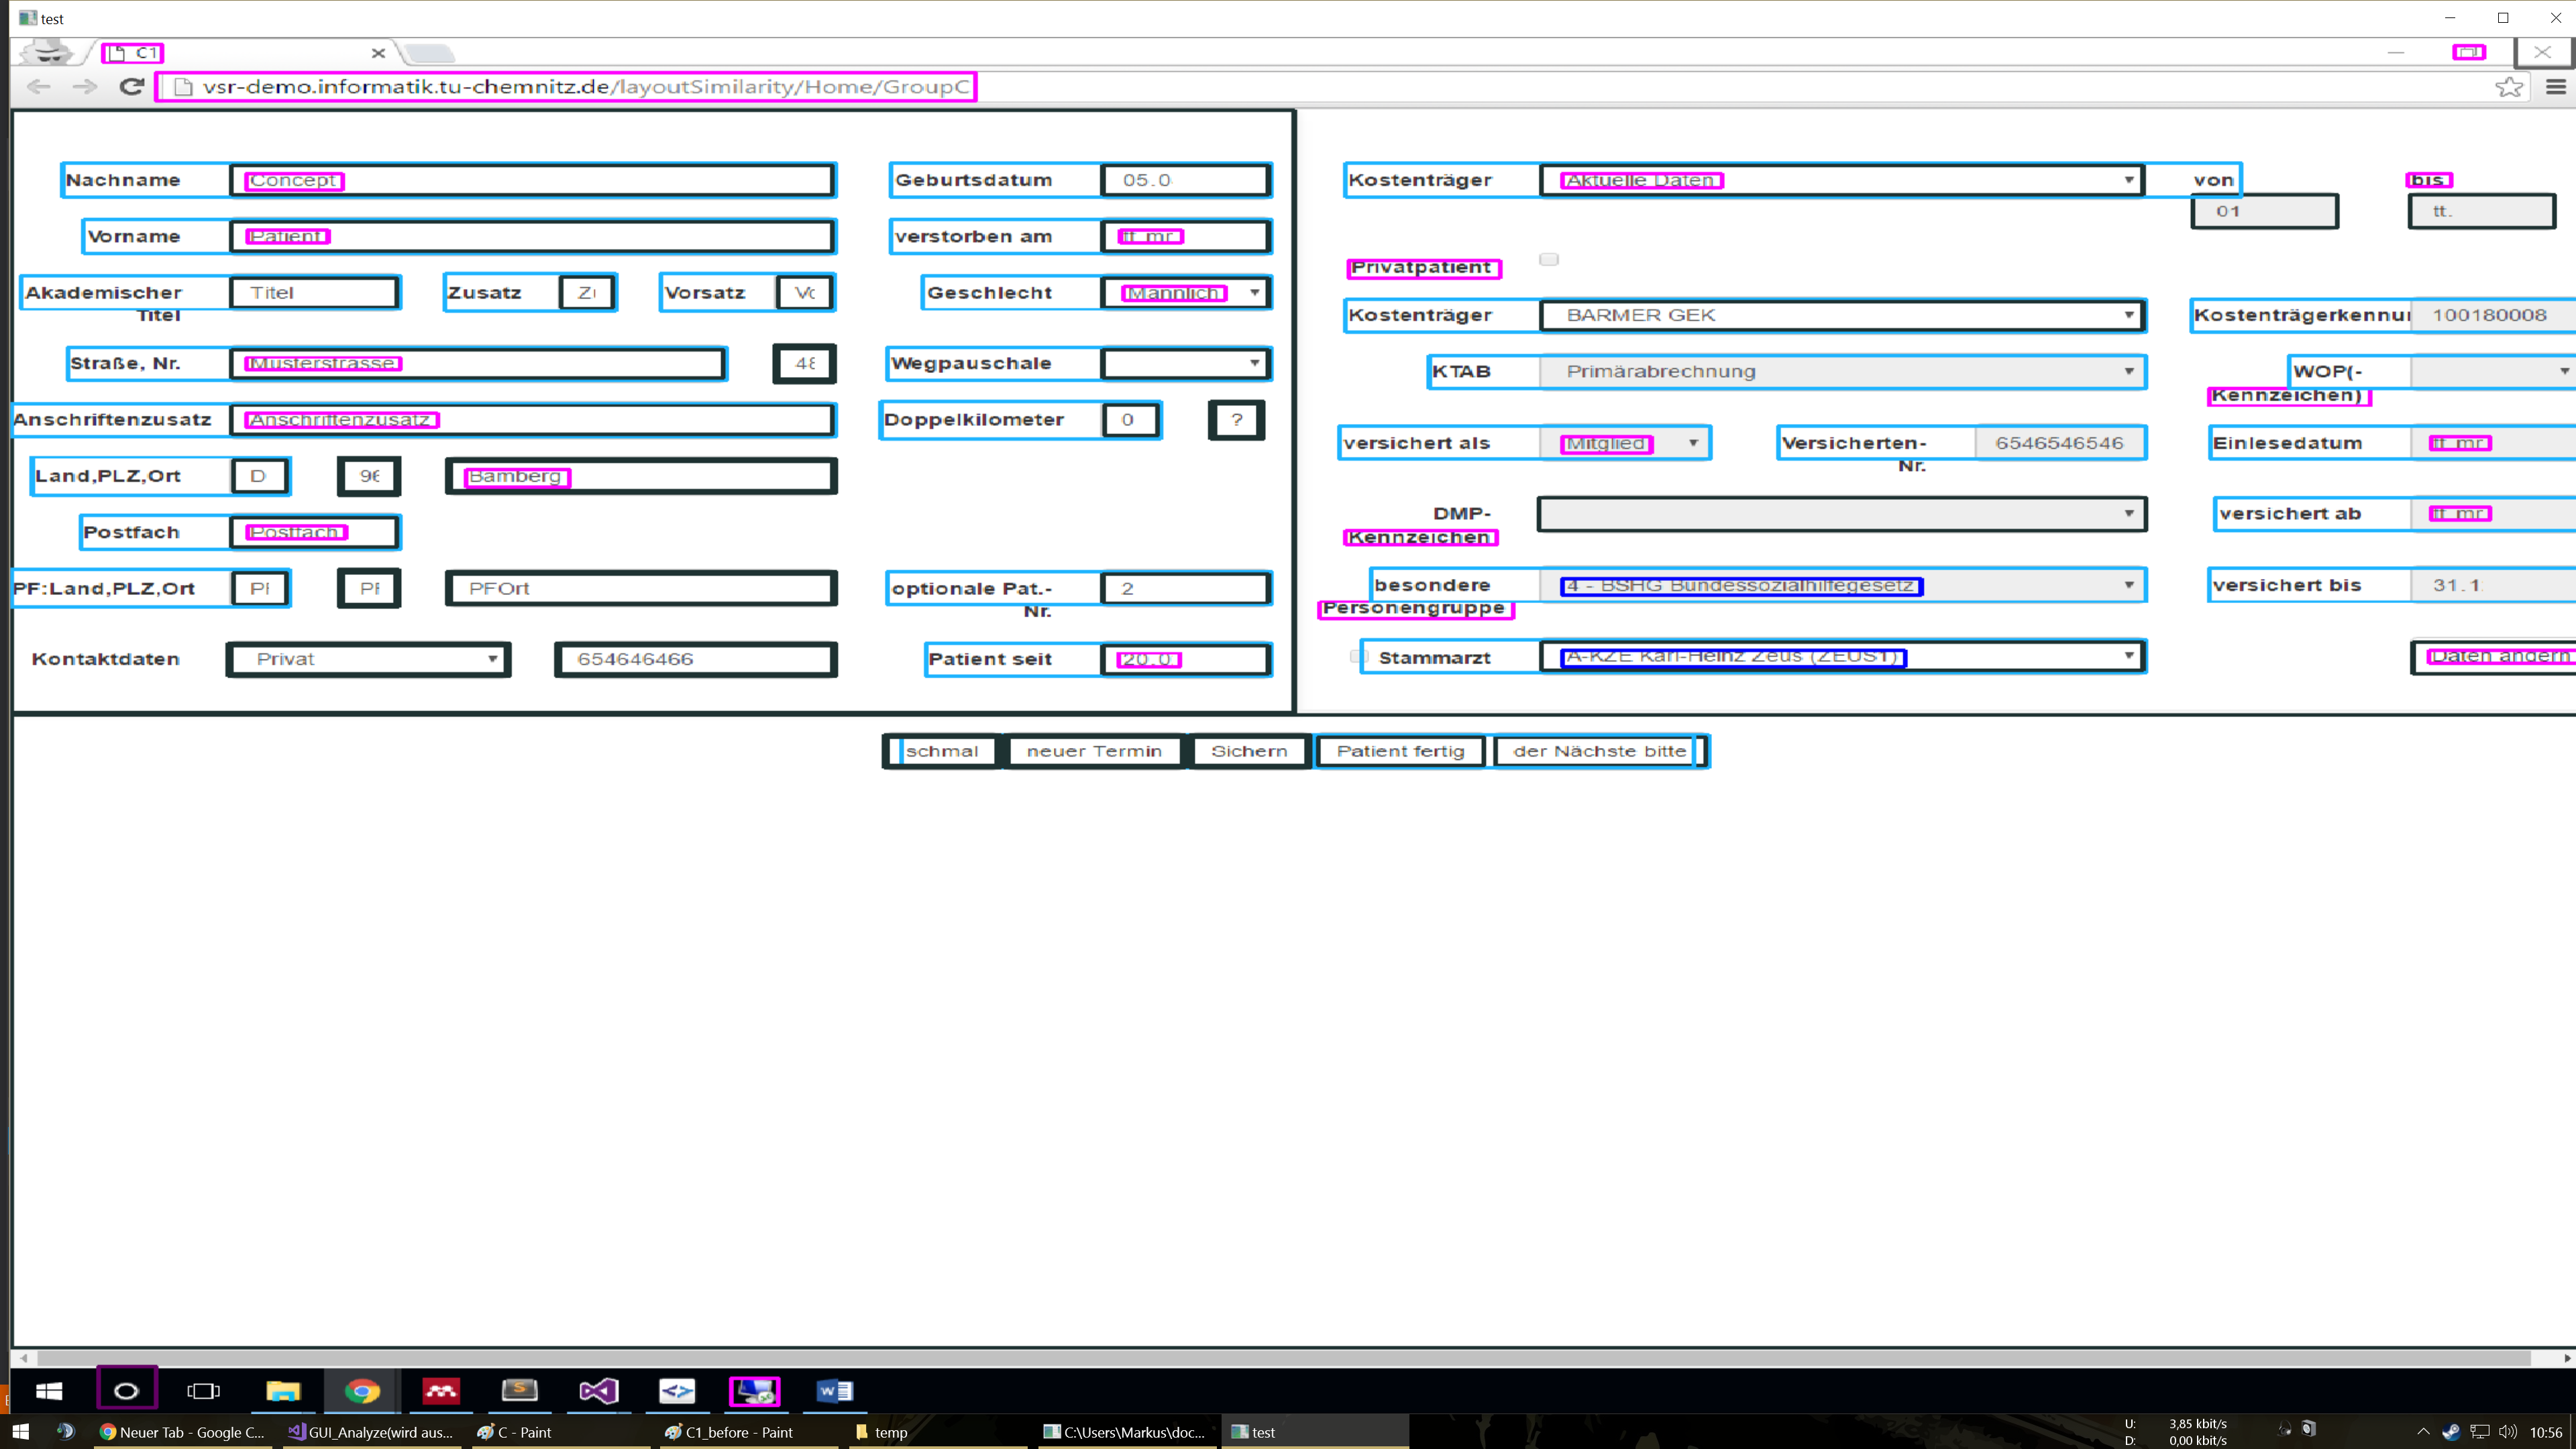 test
C1
vsr-demo.informatik.tu-chemnitz.de/layoutSimilarity/Home/GroupC
Nachname Concept Geburtsdatum 05.0 Kostenträger Aktuelle Daten von bis
01 tt.
Vorname Patient verstorben am tt mr
Privatpatient
Akademischer Titel Zusatz Vorsatz Geschlecht Männlich
Titel
Kostenträger BARMER GEK 100180008
Straße, Nr. Musterstrasse 48 Wegpauschale
KTAB Primärabrechnung WOP(-
Kennzeichen)
Anschriftenzusatz Anschriftenzusatz Doppelkilometer 0 ?
versichert als Mitglied Versicherten- 6546546546 Einlesedatum tt mr
Nr.
Land,PLZ,Ort D 96 Bamberg
DMP- versichert ab tt mr
Kennzeichen
Postfach Postfach
PF:Land,PLZ,Ort PFOrt optionale Pat.- 2
Nr.
besondere 4 - BSHG Bundessozialhilfegesetz versichert bis 31.1
Personengruppe
Kontaktdaten Privat 654646466 Patient seit 20.0
Stammarzt A-KZE Karl-Heinz Zeus (ZEUS1) Daten ändern
schmal neuer Termin Sichern Patient fertig der Nächste bitte
Neuer Tab - Google C... GUI_Analyze(wird aus... C - Paint C1_before - Paint temp C:\Users\Markus\doc... test
U: 3,85 kbit/s
D: 0,00 kbit/s
10:56